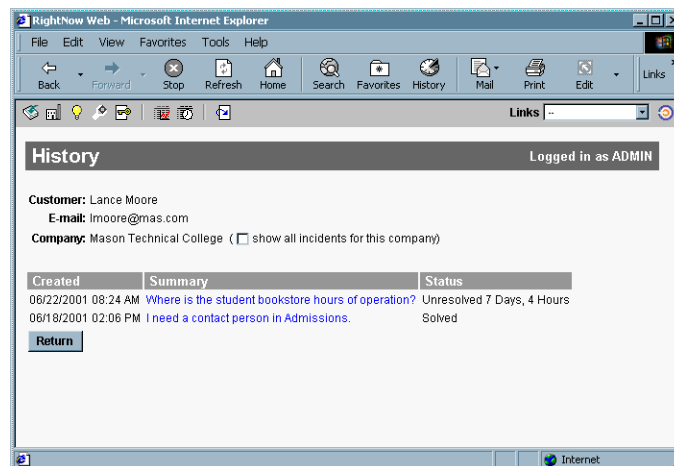 RightNow Web - Microsoft Internet Explorer
File Edit View Favorites Tools Help
Back Forward Stop Refresh Home Search Favorites History Mail Print Edit Links
Links --
History Logged in as ADMIN
Customer: Lance Moore
E-mail: lmoore@mas.com
Company: Mason Technical College ( show all incidents for this company)
Created Summary Status
06/22/2001 08:24 AM Where is the student bookstore hours of operation? Unresolved 7 Days, 4 Hours
06/18/2001 02:06 PM I need a contact person in Admissions. Solved
Return
Internet